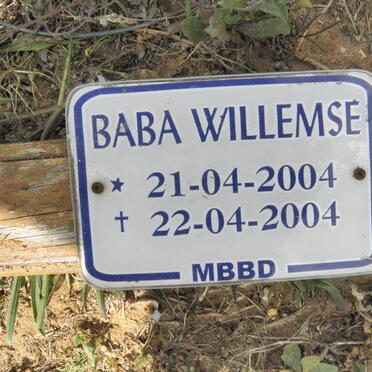 BABA WILLEMSE
★ 21-04-2004
✝ 22-04-2004
MBBD